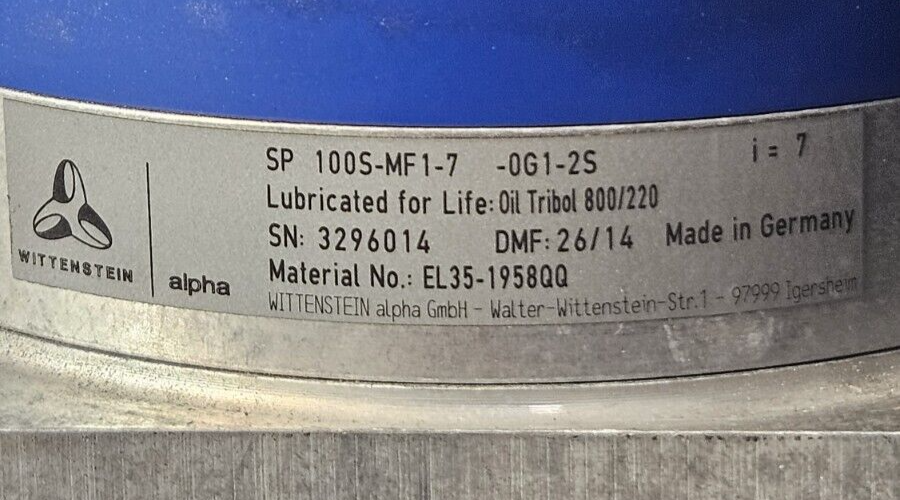 SP 100S-MF1-7 -0G1-2S i = 7
Lubricated for Life: Oil Tribol 800/220
SN: 3296014 DMF: 26/14 Made in Germany
Material No.: EL35-1958QQ
WITTENSTEIN alpha GmbH - Walter-Wittenstein-Str.1 - 97999 Igersheim
WITTENSTEIN
alpha